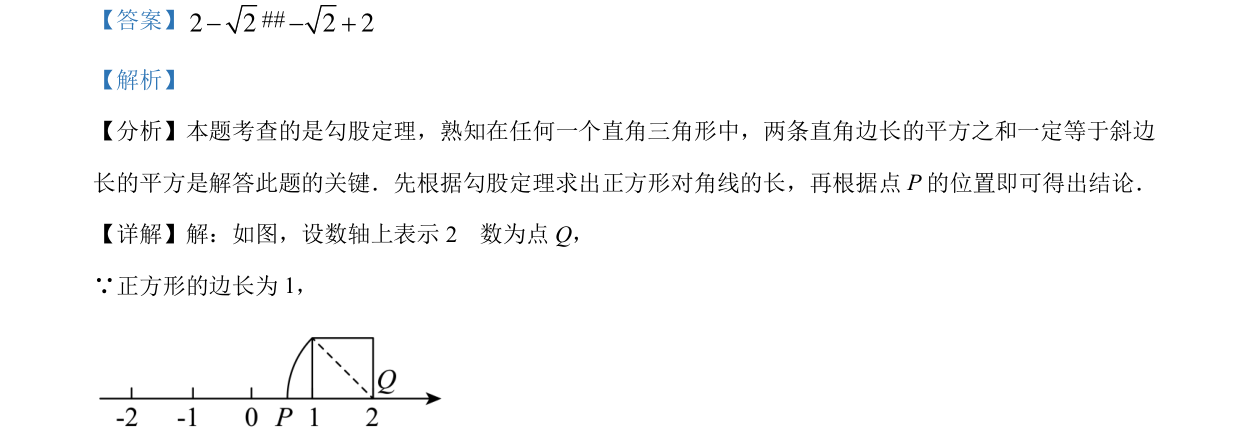 【答案】2−√2##−√2+2
【解析】
【分析】本题考查的是勾股定理，熟知在任何一个直角三角形中，两条直角边长的平方之和一定等于斜边
长的平方是解答此题的关键．先根据勾股定理求出正方形对角线的长，再根据点 P 的位置即可得出结论．
【详解】解：如图，设数轴上表示 2 数为点 Q，
∵正方形的边长为 1，
Q
-2 -1 0 P 1 2